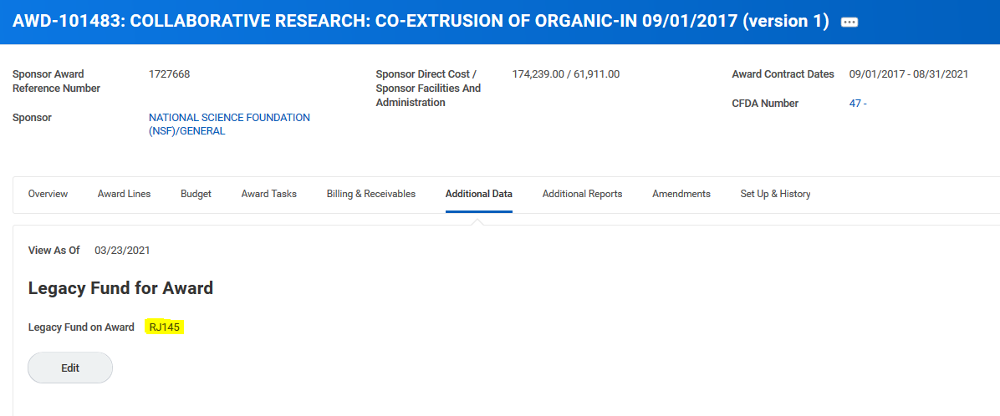 AWD-101483: COLLABORATIVE RESEARCH: CO-EXTRUSION OF ORGANIC-IN 09/01/2017 (version 1)
Sponsor Award Reference Number 1727668
Sponsor NATIONAL SCIENCE FOUNDATION (NSF)/GENERAL
Sponsor Direct Cost / Sponsor Facilities And Administration 174,239.00 / 61,911.00
Award Contract Dates 09/01/2017 - 08/31/2021
CFDA Number 47 -
Overview Award Lines Budget Award Tasks Billing & Receivables Additional Data Additional Reports Amendments Set Up & History
View As Of 03/23/2021
Legacy Fund for Award
Legacy Fund on Award RJ145
Edit